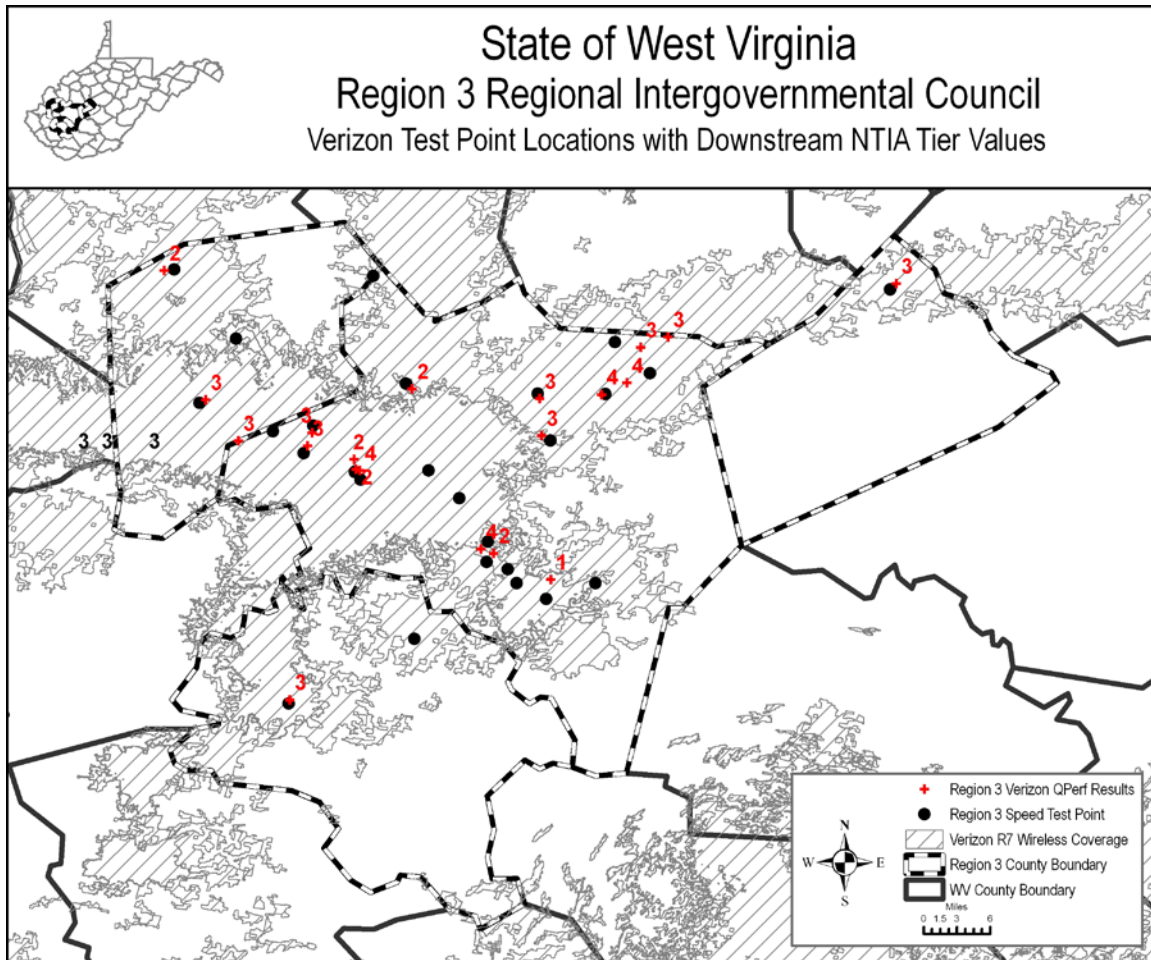 State of West Virginia
Region 3 Regional Intergovernmental Council
Verizon Test Point Locations with Downstream NTIA Tier Values
2
3
3
3
2
4
4
3
3
3
3
3
3
3
3
3
2
4
2
4
2
1
3
Region 3 Verizon QPerf Results
Region 3 Speed Test Point
Verizon R7 Wireless Coverage
Region 3 County Boundary
WV County Boundary
N
W
E
S
Miles
0 1.5 3 6